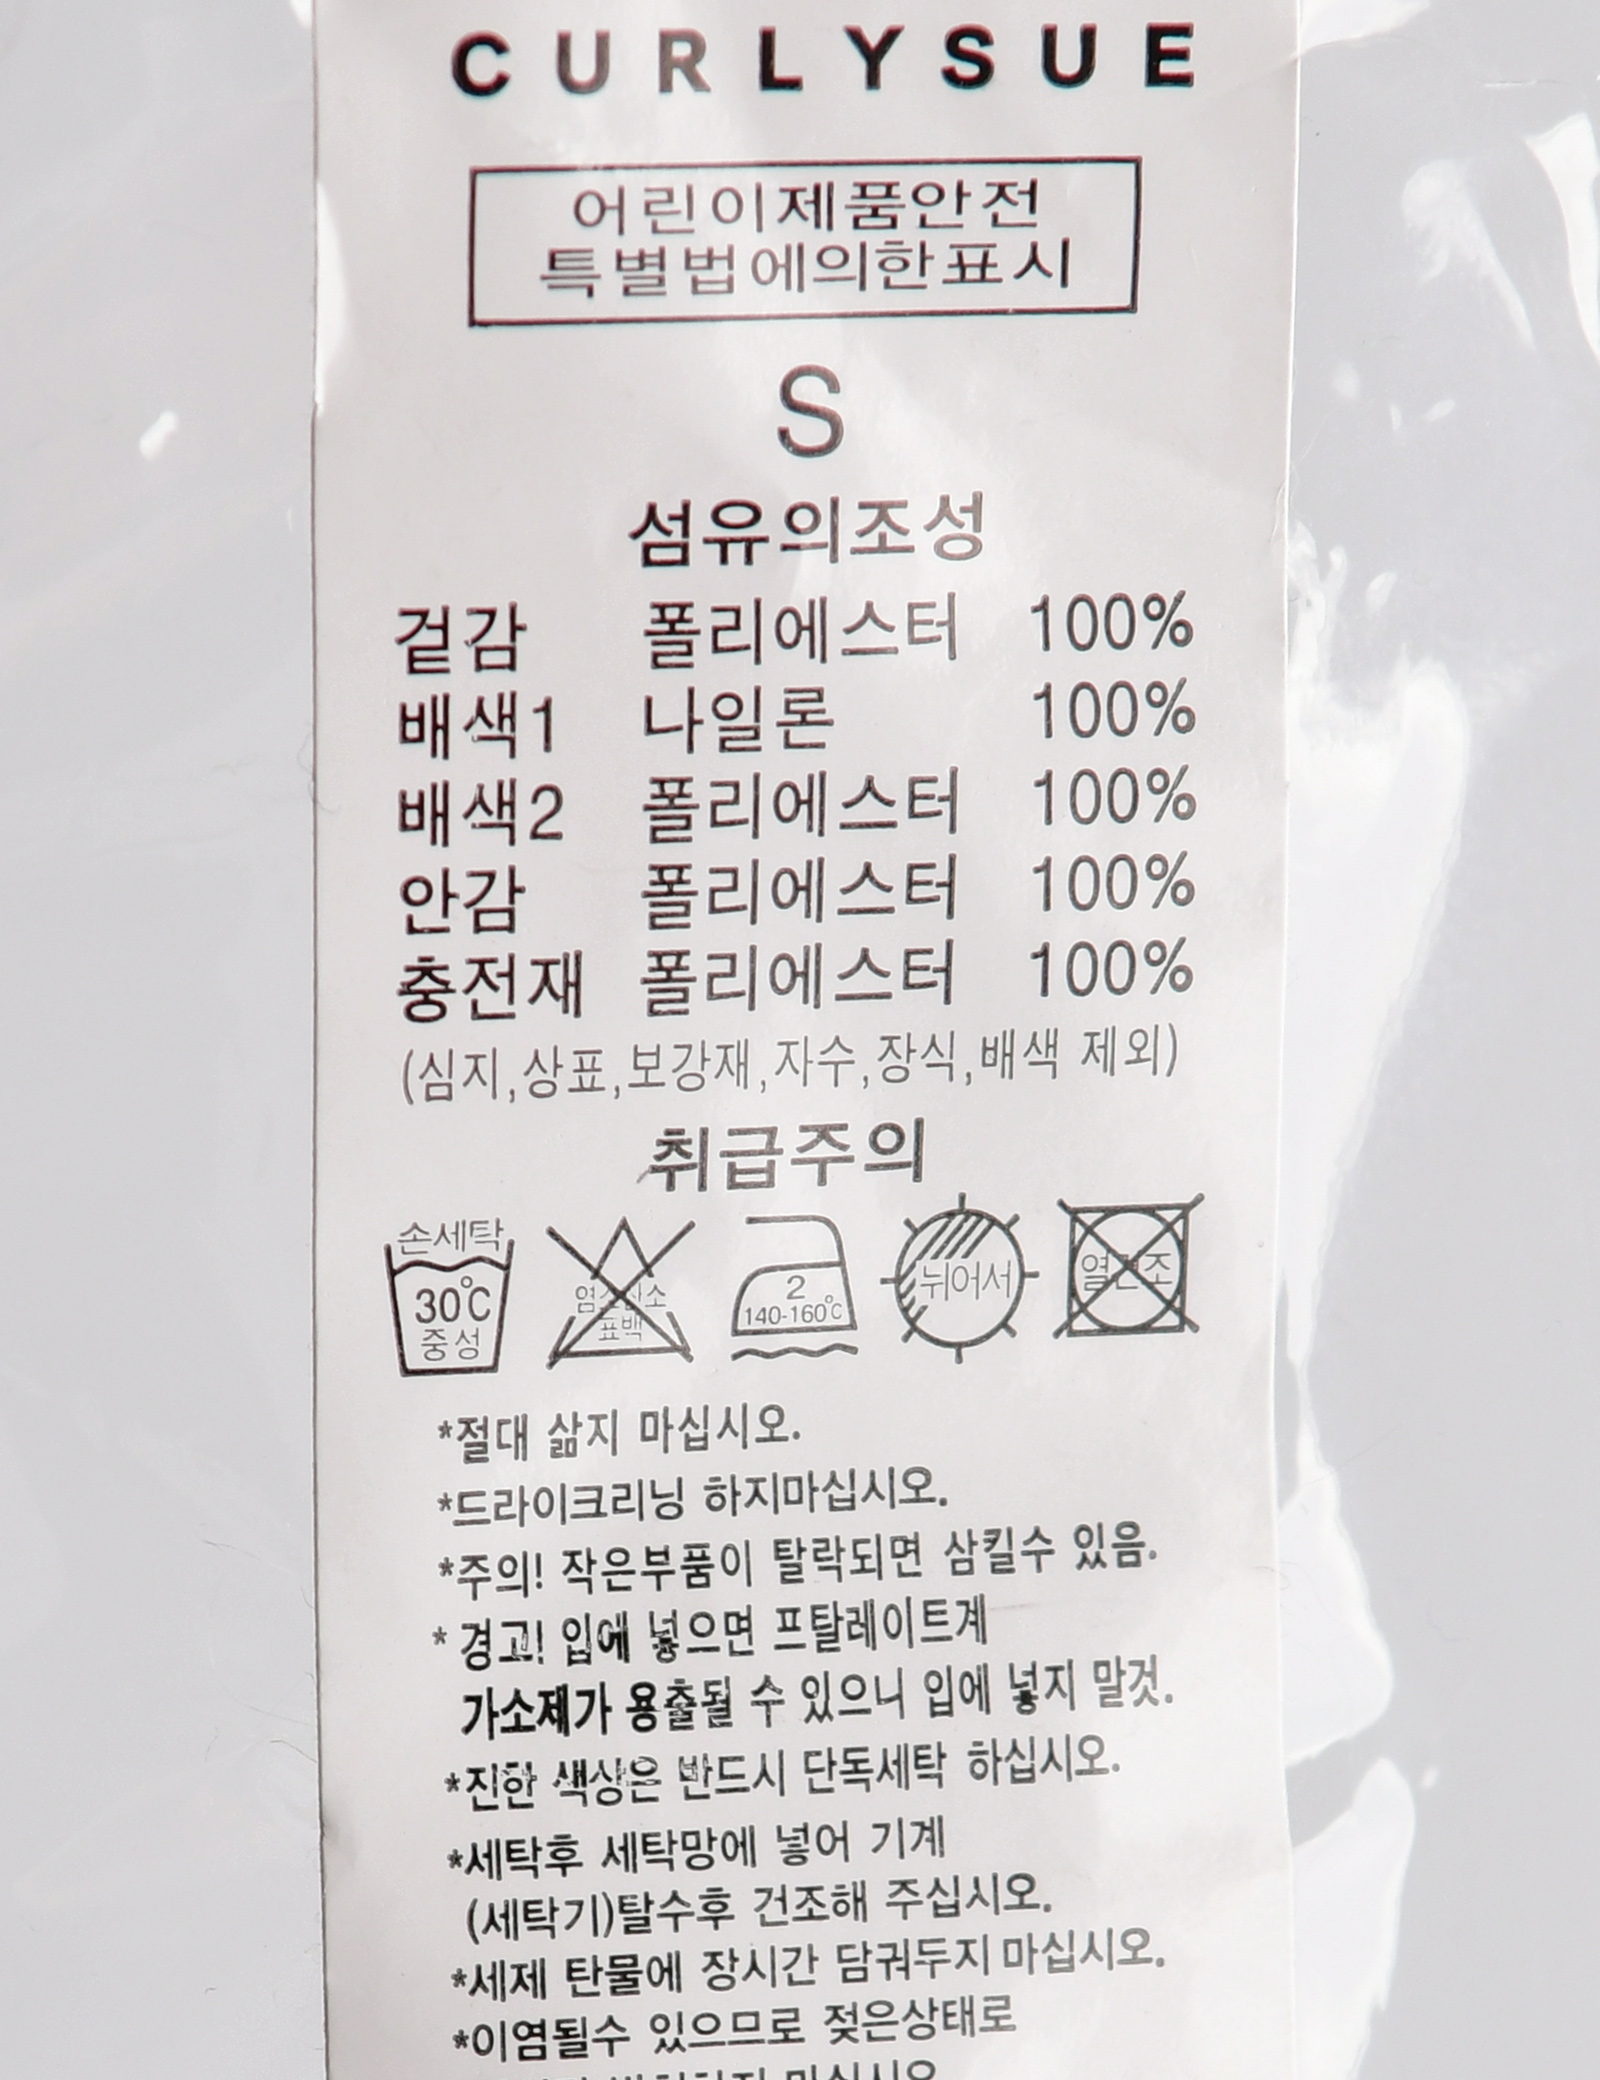 CURLYSUE
어린이제품안전
특별법에의한표시
S
섬유의조성
겉감 폴리에스터 100%
배색1 나일론 100%
배색2 폴리에스터 100%
안감 폴리에스터 100%
충전재 폴리에스터 100%
(심지,상표,보강재,자수,장식,배색 제외)
취급주의
손세탁
30℃
중성
염소산소
표백
2
140-160℃
뉘어서
열건조
*절대 삶지 마십시오.
*드라이크리닝 하지마십시오.
*주의! 작은부품이 탈락되면 삼킬수 있음.
* 경고! 입에 넣으면 프탈레이트계
가소제가 용출될 수 있으니 입에 넣지 말것.
*진한 색상은 반드시 단독세탁 하십시오.
*세탁후 세탁망에 넣어 기계
(세탁기)탈수후 건조해 주십시오.
*세제 탄물에 장시간 담궈두지 마십시오.
*이염될수 있으므로 젖은상태로
마십시오